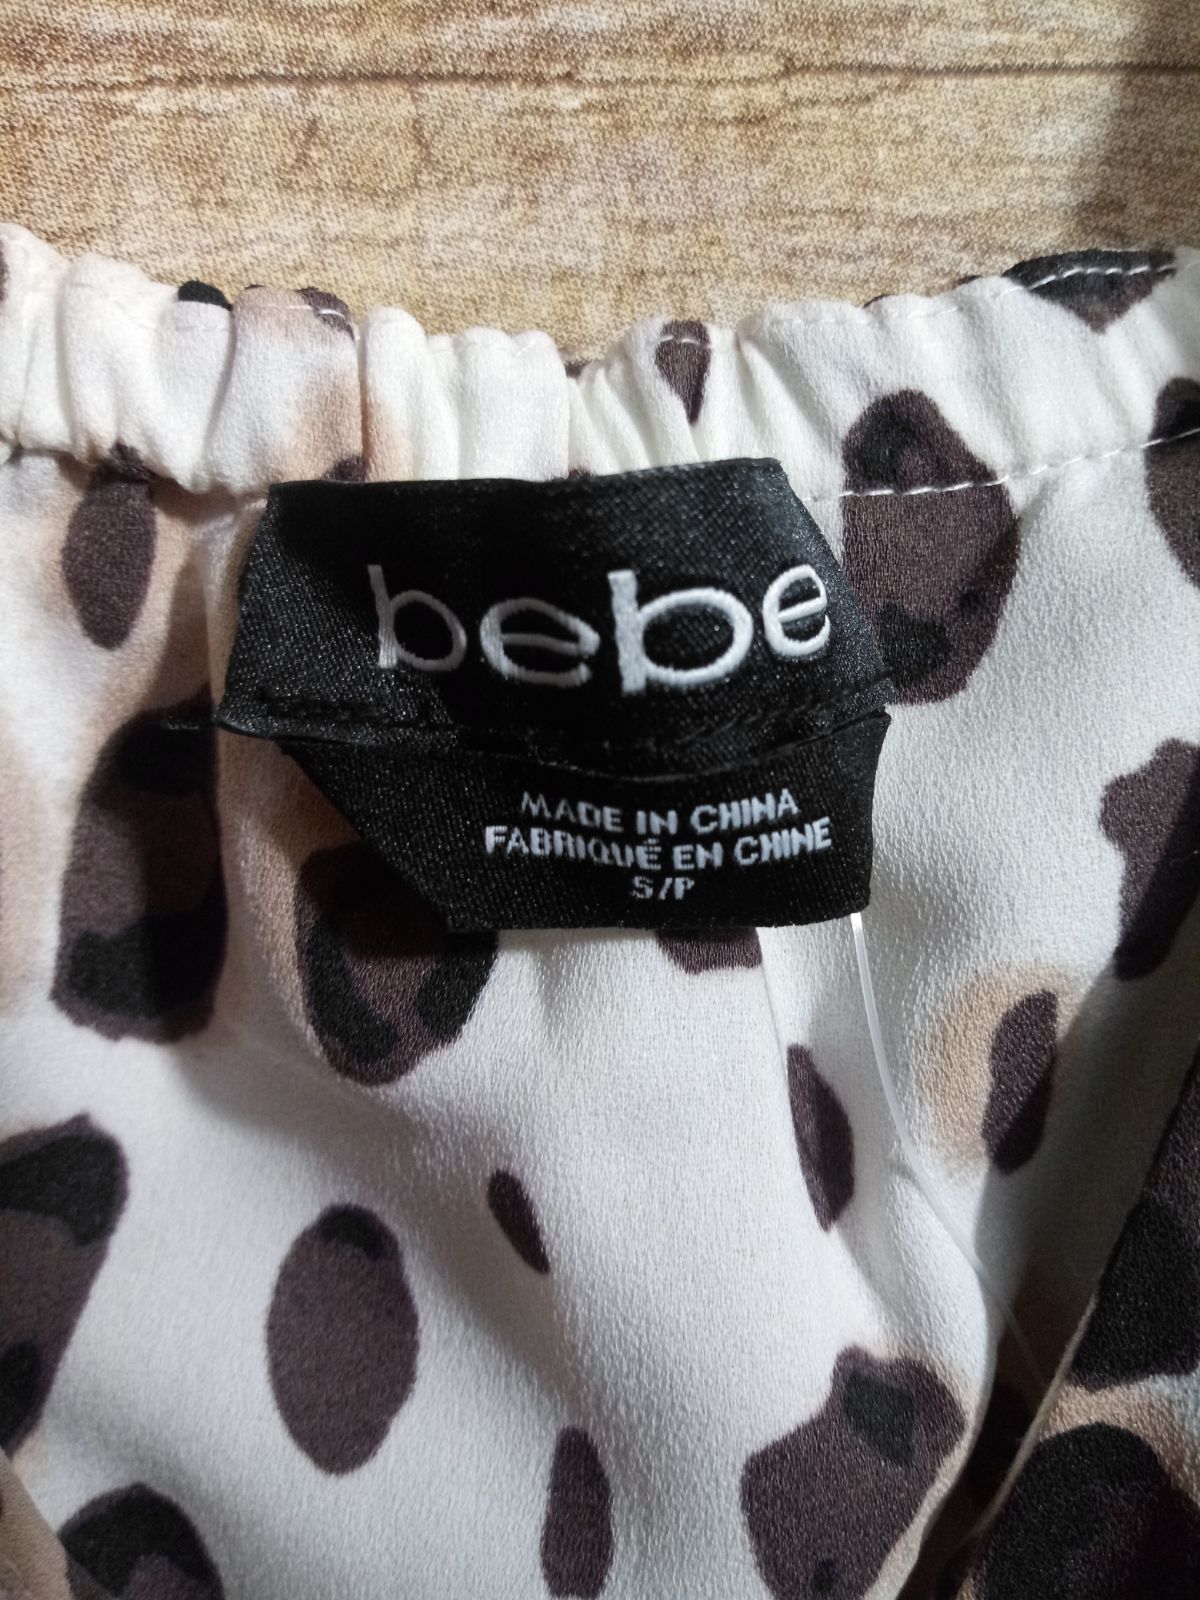 bebe
MADE IN CHINA
FABRIQUÉ EN CHINE
S/P